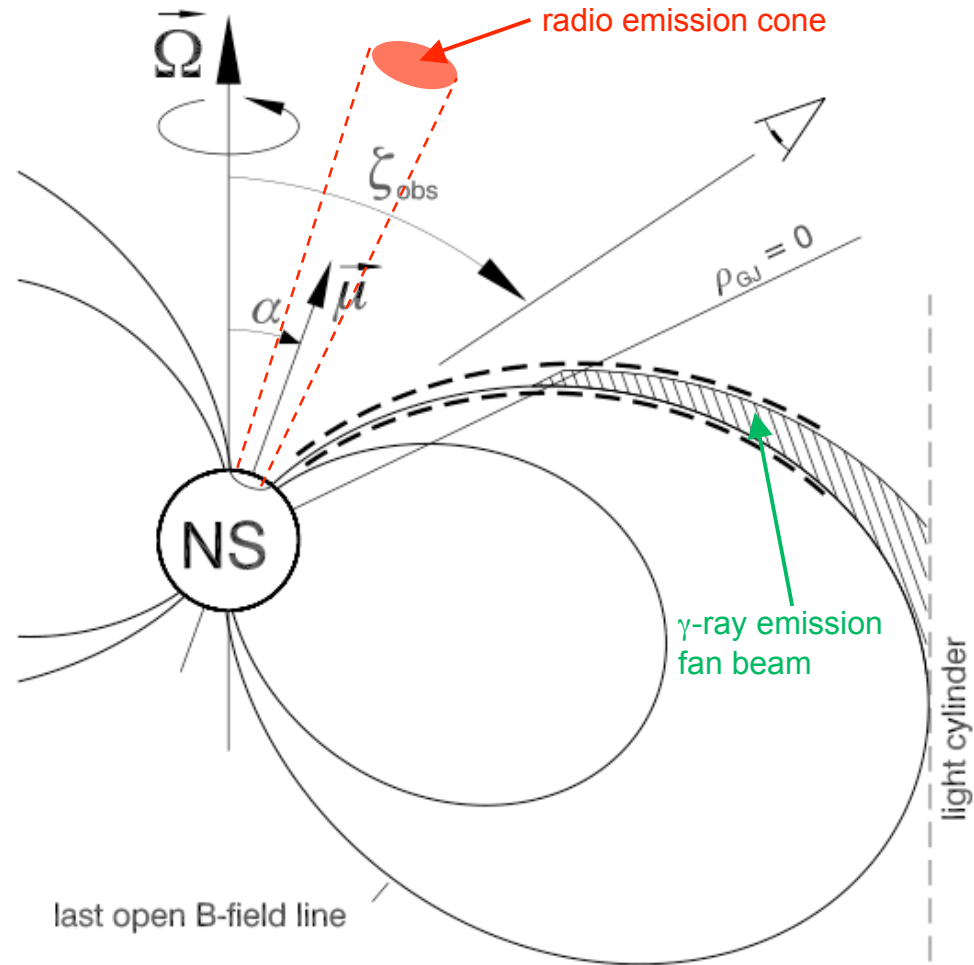 radio emission cone
Ω
ζobs
ρGJ = 0
α
μ
NS
γ-ray emission
fan beam
light cylinder
last open B-field line